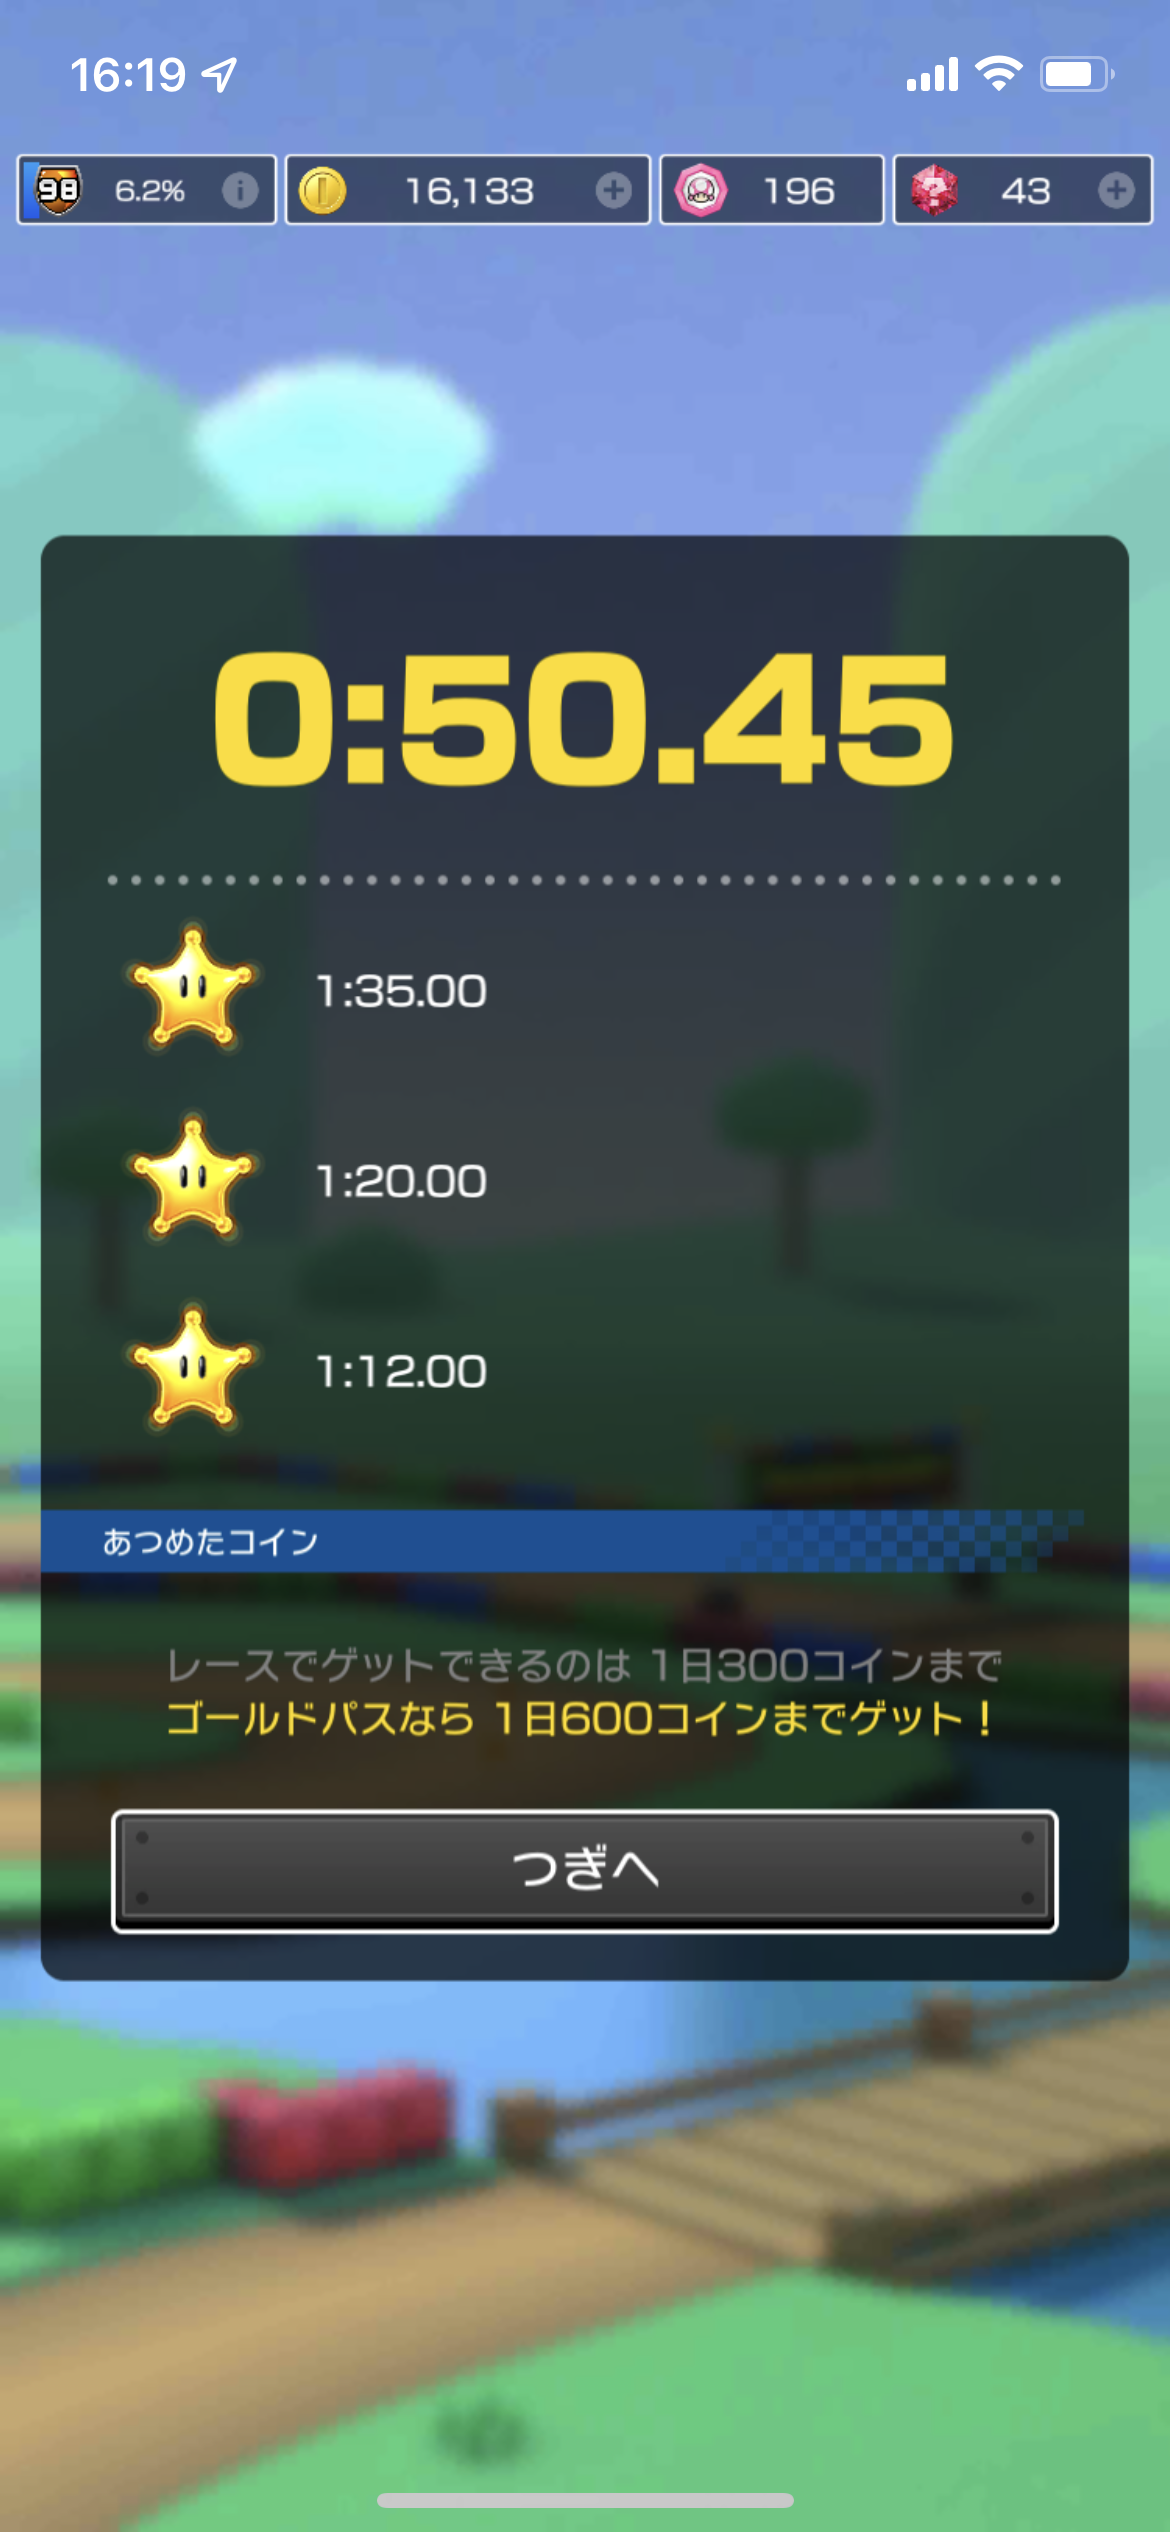 16:19
98 6.2% i 16,133 + 196 ? 43 +
0:50.45
1:35.00
1:20.00
1:12.00
あつめたコイン
レースでゲットできるのは 1日300コインまで
ゴールドパスなら 1日600コインまでゲット！
つぎへ